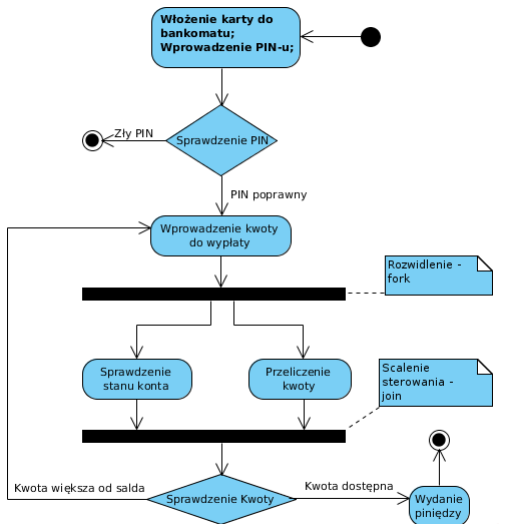 Włożenie karty do
bankomatu;
Wprowadzenie PIN-u;
Zły PIN
Sprawdzenie PIN
PIN poprawny
Wprowadzenie kwoty
do wypłaty
Rozwidlenie -
fork
Sprawdzenie
stanu konta
Przeliczenie
kwoty
Scalenie
sterowania -
join
Kwota większa od salda
Sprawdzenie Kwoty
Kwota dostępna
Wydanie
piniędzy